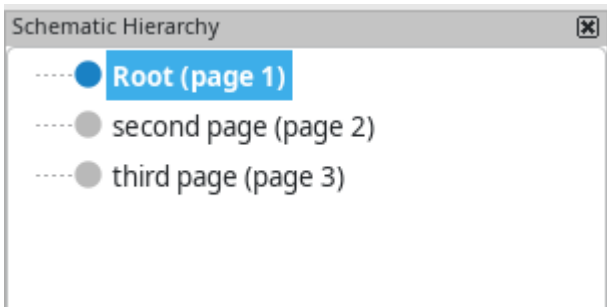 Schematic Hierarchy
Root (page 1)
second page (page 2)
third page (page 3)